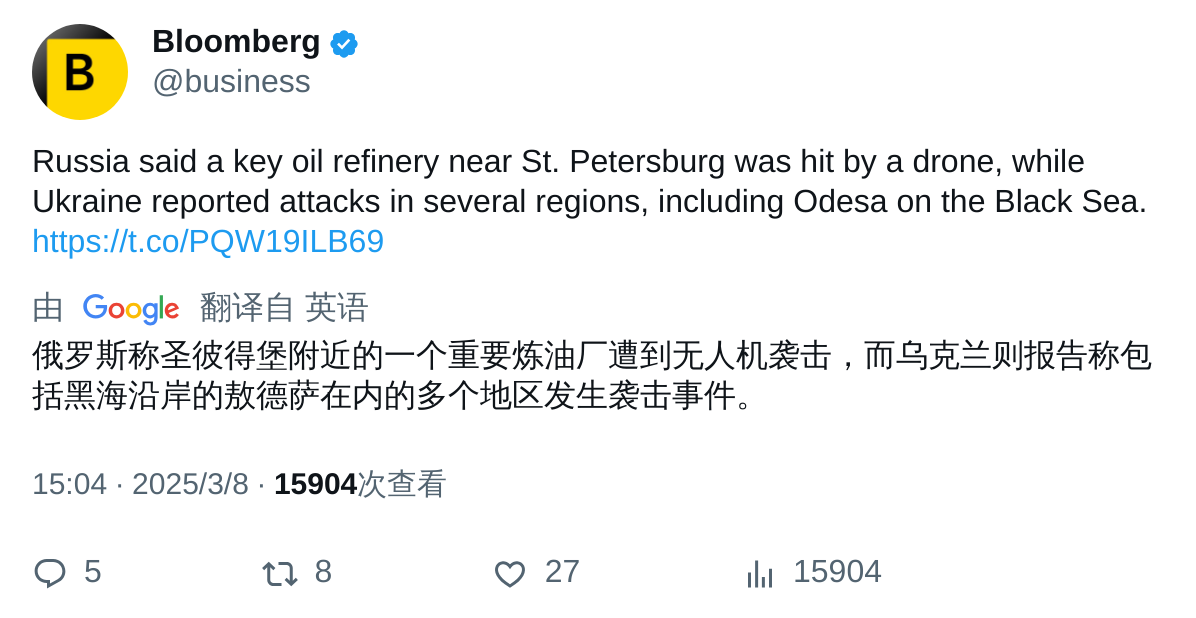 B
Bloomberg
@business
Russia said a key oil refinery near St. Petersburg was hit by a drone, while
Ukraine reported attacks in several regions, including Odesa on the Black Sea.
https://t.co/PQW19ILB69
由 Google 翻译自 英语
俄罗斯称圣彼得堡附近的一个重要炼油厂遭到无人机袭击，而乌克兰则报告称包
括黑海沿岸的敖德萨在内的多个地区发生袭击事件。
15:04 · 2025/3/8 · 15904次查看
5 8 27 15904